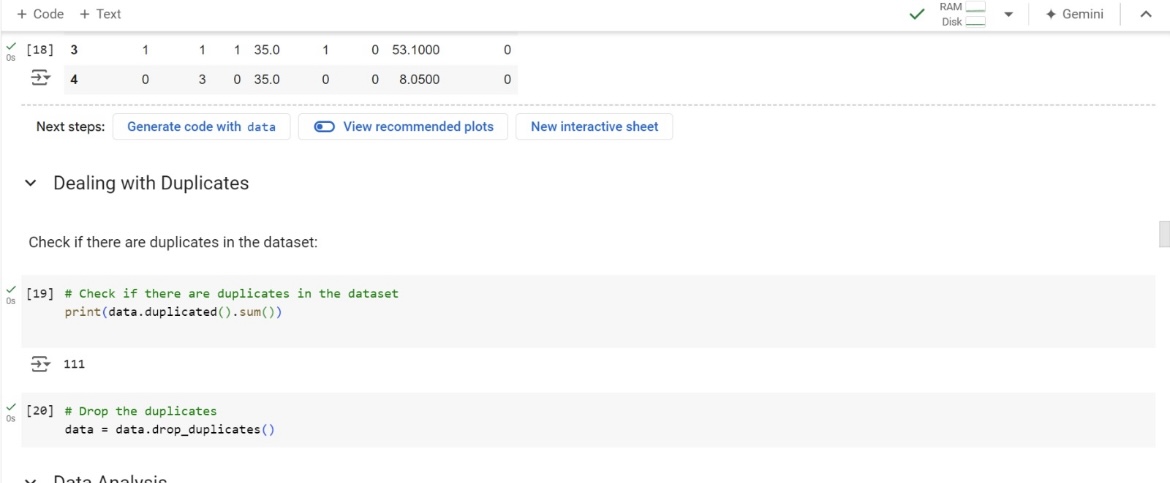 + Code + Text
RAM
Disk
Gemini
0s [18] 3 1 1 1 35.0 1 0 53.1000 0
4 0 3 0 35.0 0 0 8.0500 0
Next steps: Generate code with data View recommended plots New interactive sheet
Dealing with Duplicates
Check if there are duplicates in the dataset:
0s [19] # Check if there are duplicates in the dataset
print(data.duplicated().sum())
111
0s [20] # Drop the duplicates
data = data.drop_duplicates()
Data Analysis